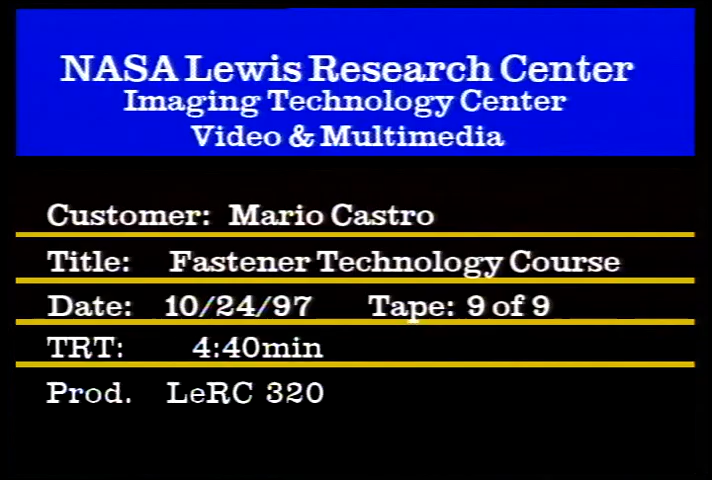 NASA Lewis Research Center
Imaging Technology Center
Video & Multimedia
Customer: Mario Castro
Title: Fastener Technology Course
Date: 10/24/97 Tape: 9 of 9
TRT: 4:40min
Prod. LeRC 320